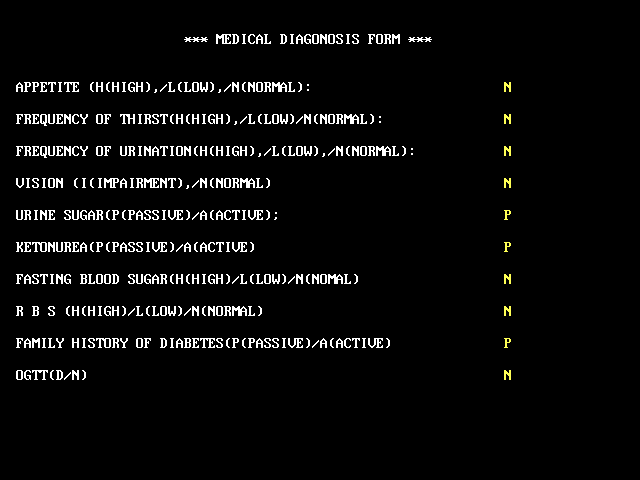 *** MEDICAL DIAGONOSIS FORM ***
APPETITE (H(HIGH),/L(LOW),/N(NORMAL): N
FREQUENCY OF THIRST(H(HIGH),/L(LOW)/N(NORMAL): N
FREQUENCY OF URINATION(H(HIGH),/L(LOW),/N(NORMAL): N
VISION (I(IMPAIRMENT),/N(NORMAL) N
URINE SUGAR(P(PASSIVE)/A(ACTIVE); P
KETONUREA(P(PASSIVE)/A(ACTIVE) P
FASTING BLOOD SUGAR(H(HIGH)/L(LOW)/N(NOMAL) N
R B S (H(HIGH)/L(LOW)/N(NORMAL) N
FAMILY HISTORY OF DIABETES(P(PASSIVE)/A(ACTIVE) P
OGTT(D/N) N